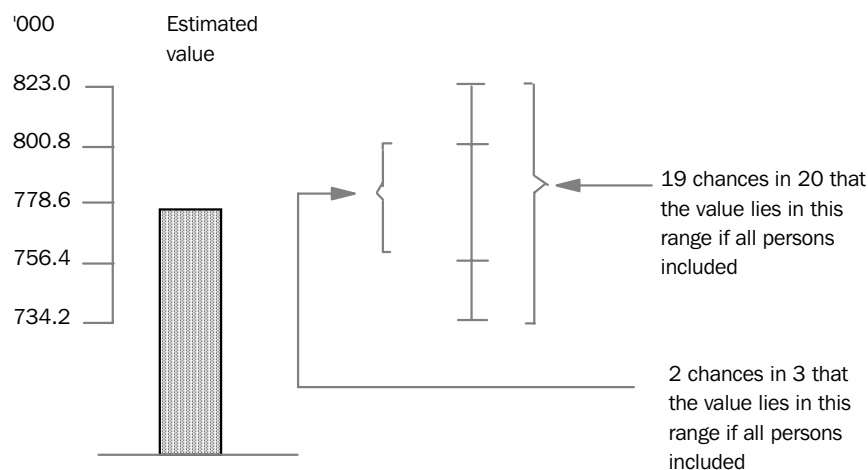 '000
Estimated
value
823.0
800.8
778.6
756.4
734.2
19 chances in 20 that
the value lies in this
range if all persons
included
2 chances in 3 that
the value lies in this
range if all persons
included